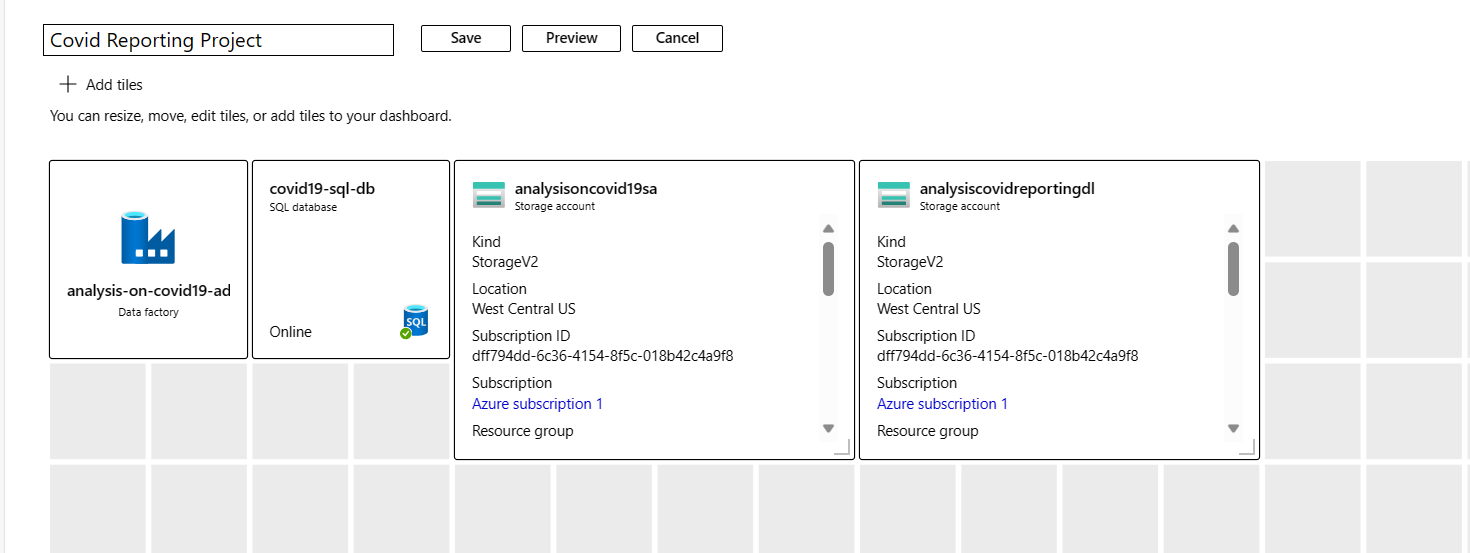 Covid Reporting Project
Save
Preview
Cancel
+ Add tiles
You can resize, move, edit tiles, or add tiles to your dashboard.
analysis-on-covid19-ad
Data factory
covid19-sql-db
SQL database
Online
SQL
analysisoncovid19sa
Storage account
Kind
StorageV2
Location
West Central US
Subscription ID
dff794dd-6c36-4154-8f5c-018b42c4a9f8
Subscription
Azure subscription 1
Resource group
analysiscovidreportingdl
Storage account
Kind
StorageV2
Location
West Central US
Subscription ID
dff794dd-6c36-4154-8f5c-018b42c4a9f8
Subscription
Azure subscription 1
Resource group